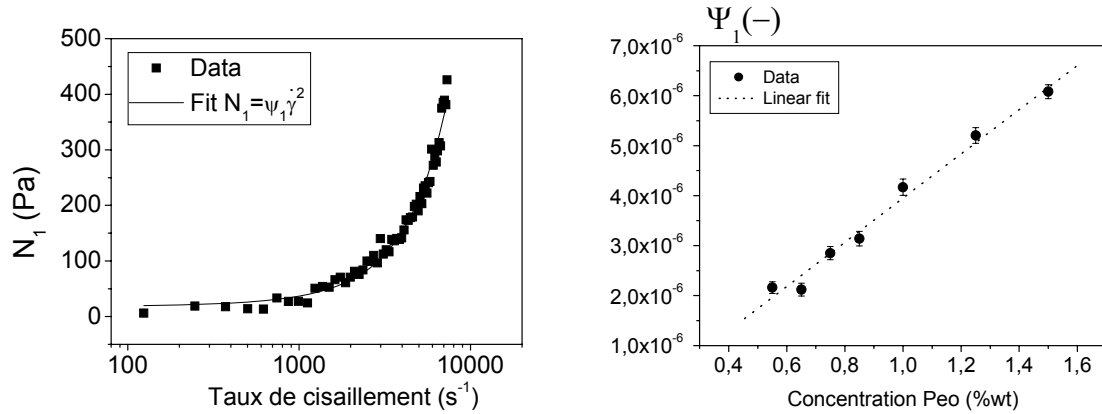 500
400
300
200
100
0
N₁ (Pa)
Data
Fit N₁=ψ₁γ̇²
100 1000 10000
Taux de cisaillement (s⁻¹)
Ψ₁(−)
7,0x10⁻⁶
6,0x10⁻⁶
5,0x10⁻⁶
4,0x10⁻⁶
3,0x10⁻⁶
2,0x10⁻⁶
1,0x10⁻⁶
Data
Linear fit
0,4 0,6 0,8 1,0 1,2 1,4 1,6
Concentration Peo (%wt)